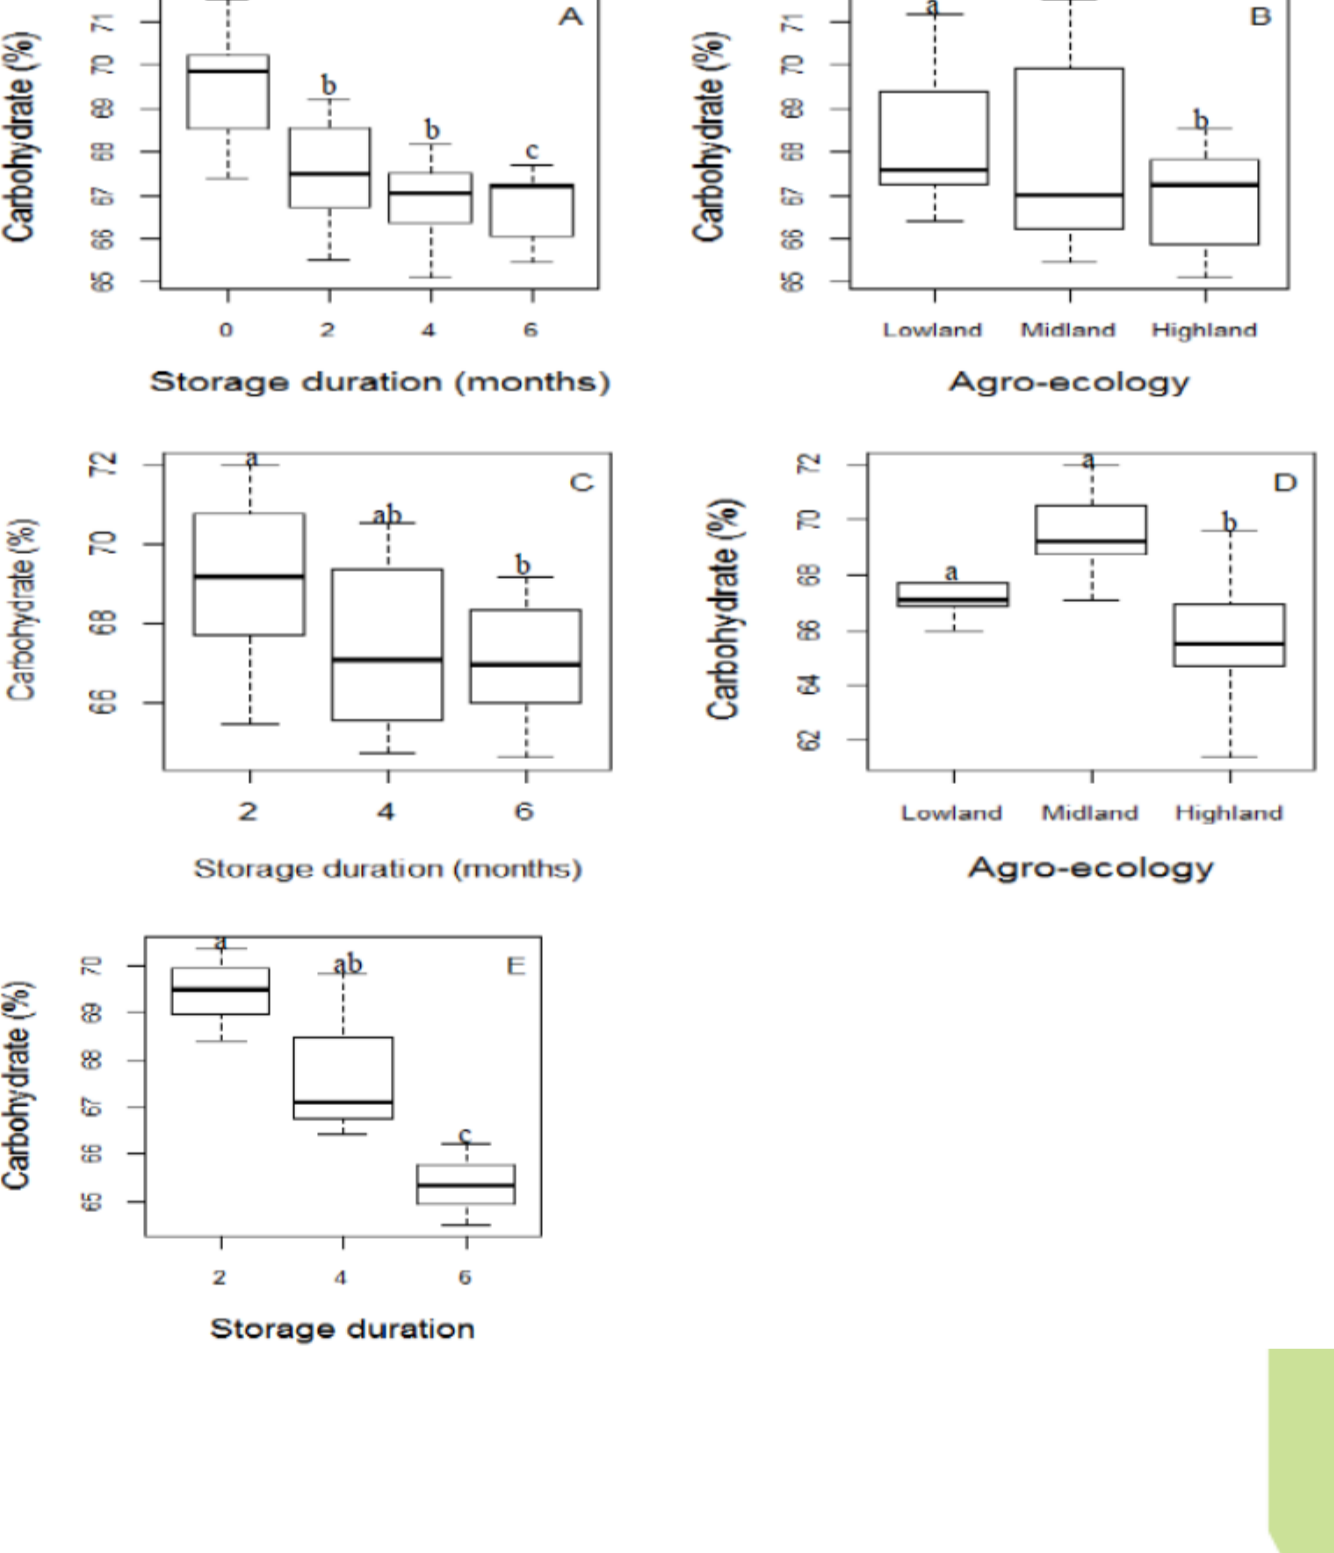 A
a
B
Carbohydrate (%)
71
70
69
68
67
66
65
b
b
c
0
2
4
6
Storage duration (months)
Carbohydrate (%)
71
70
69
68
67
66
65
b
Lowland
Midland
Highland
Agro-ecology
Carbohydrate (%)
72
70
68
66
a
ab
b
C
2
4
6
Storage duration (months)
Carbohydrate (%)
72
70
68
66
64
62
a
a
b
D
Lowland
Midland
Highland
Agro-ecology
Carbohydrate (%)
70
69
68
67
66
65
a
ab
c
E
2
4
6
Storage duration